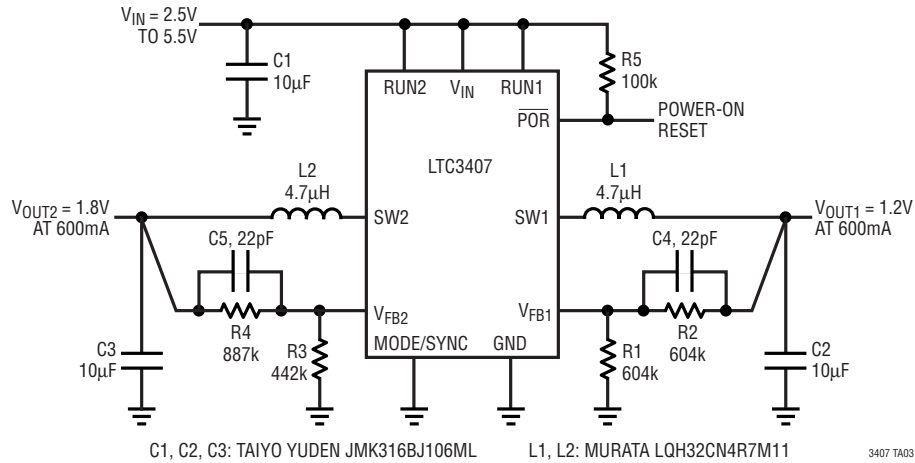 V_IN = 2.5V
TO 5.5V
C1
10µF
RUN2
V_IN
RUN1
R5
100k
P̅O̅R̅
POWER-ON
RESET
LTC3407
L2
4.7µH
L1
4.7µH
V_OUT2 = 1.8V
AT 600mA
SW2
SW1
V_OUT1 = 1.2V
AT 600mA
C5, 22pF
C4, 22pF
V_FB2
V_FB1
R4
887k
R2
604k
C3
10µF
R3
442k
MODE/SYNC
GND
R1
604k
C2
10µF
C1, C2, C3: TAIYO YUDEN JMK316BJ106ML
L1, L2: MURATA LQH32CN4R7M11
3407 TA03